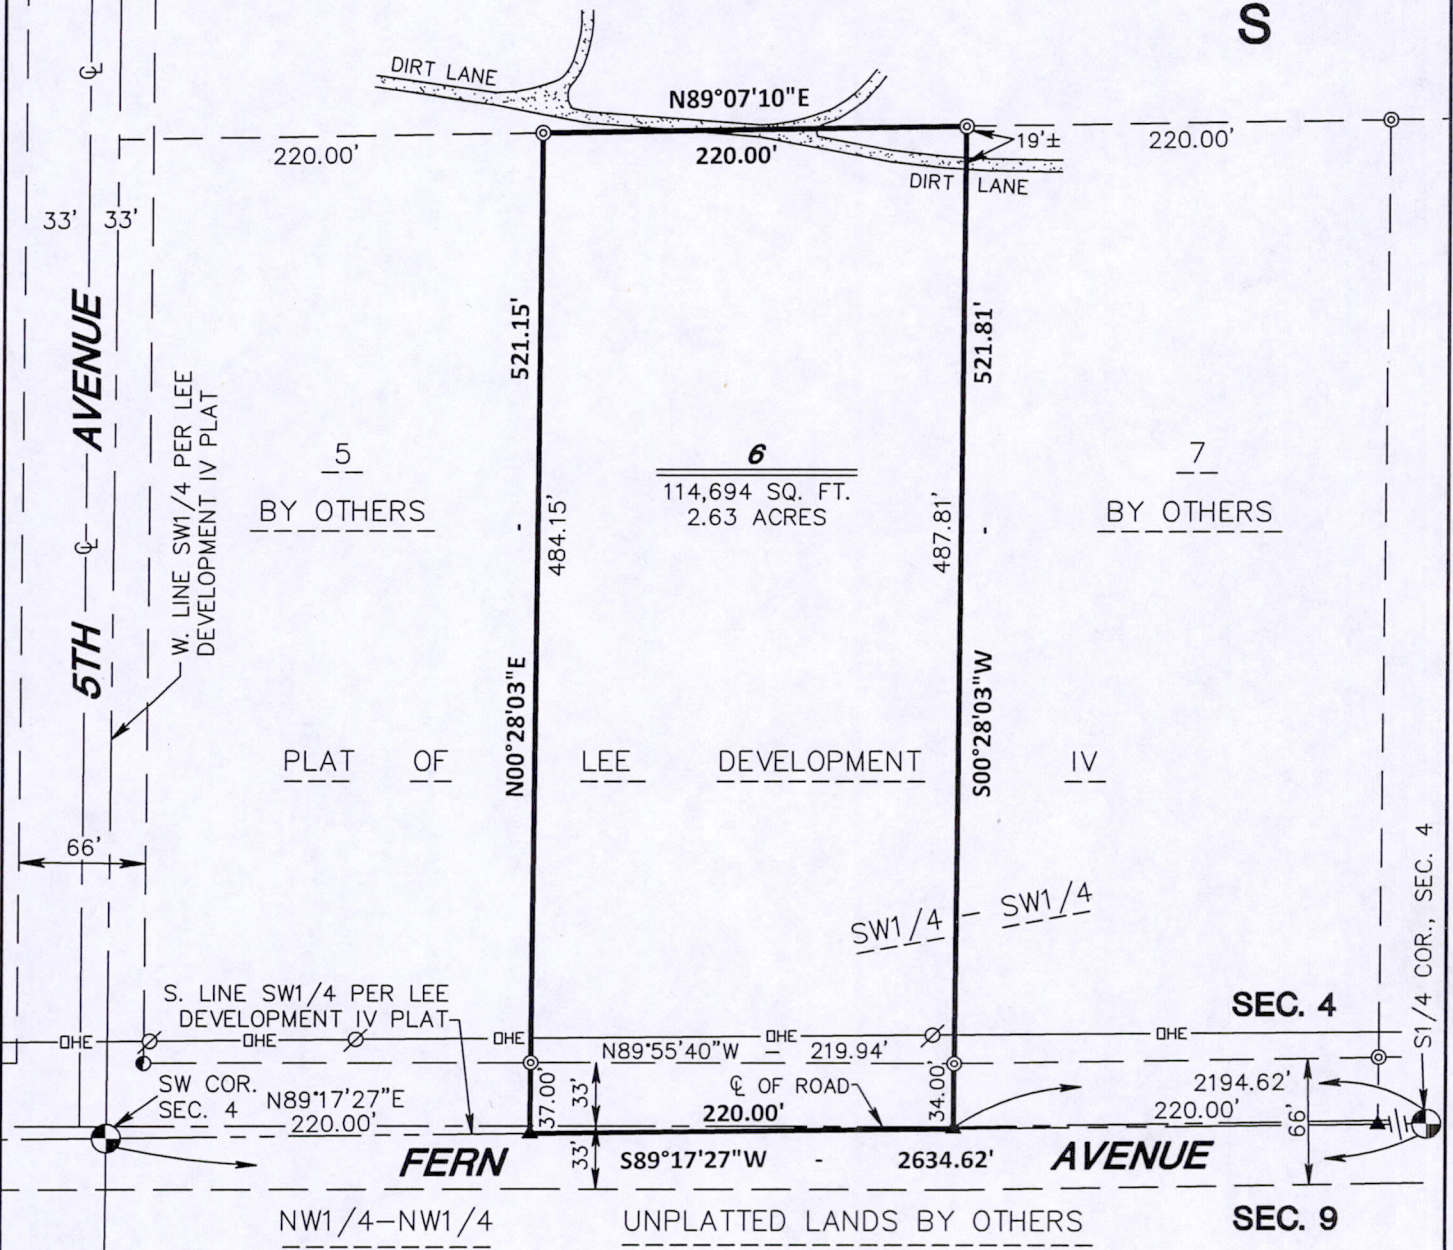 S
DIRT LANE
N89°07'10"E
19'±
220.00'
220.00'
220.00'
DIRT LANE
33' 33'
℄
5TH AVENUE
℄
W. LINE SW1/4 PER LEE
DEVELOPMENT IV PLAT
521.15'
521.81'
5
BY OTHERS
6
114,694 SQ. FT.
2.63 ACRES
7
BY OTHERS
-
484.15'
487.81'
-
N00°28'03"E
S00°28'03"W
PLAT OF LEE DEVELOPMENT IV
66'
SW1/4 – SW1/4
S1/4 COR., SEC. 4
S. LINE SW1/4 PER LEE
DEVELOPMENT IV PLAT
SEC. 4
OHE OHE OHE OHE OHE
N89°55'40"W – 219.94'
SW COR.
SEC. 4
N89°17'27"E
220.00'
37.00'
33'
℄ OF ROAD
220.00'
34.00'
2194.62'
220.00'
66'
33'
FERN AVENUE
S89°17'27"W - 2634.62'
NW1/4–NW1/4
UNPLATTED LANDS BY OTHERS
SEC. 9